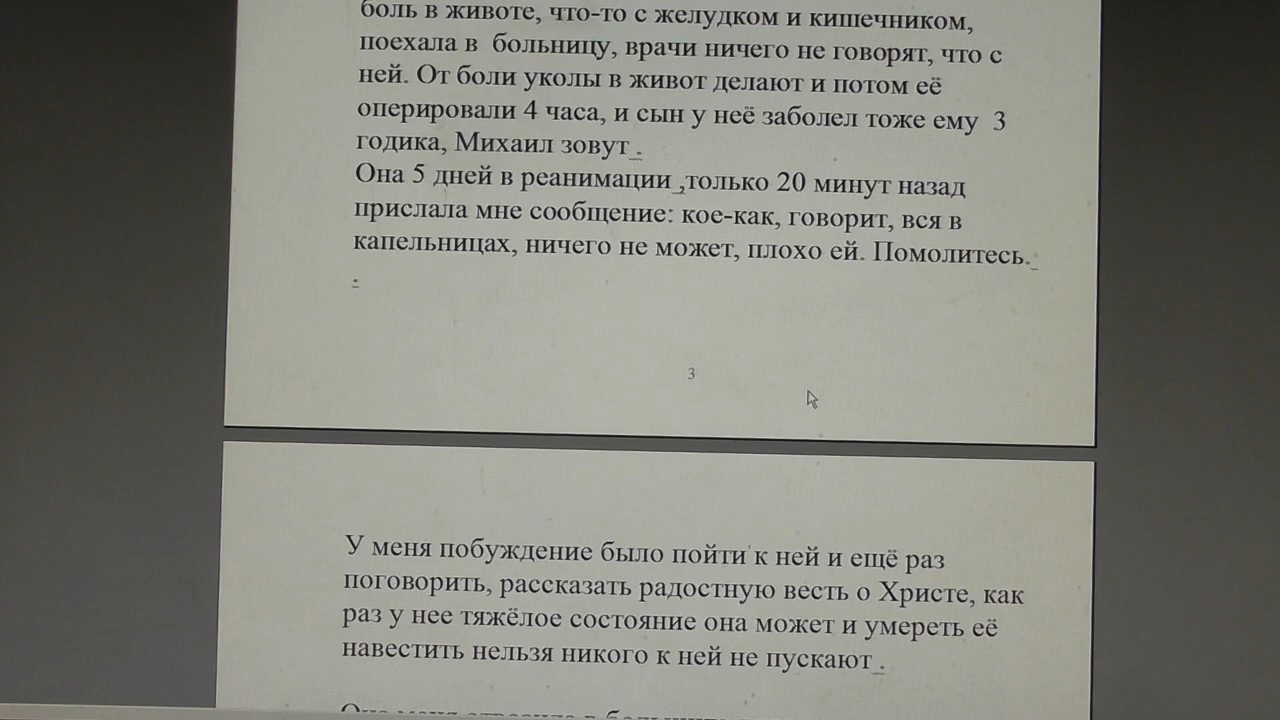 боль в животе, что-то с желудком и кишечником,
поехала в больницу, врачи ничего не говорят, что с
ней. От боли уколы в живот делают и потом её
оперировали 4 часа, и сын у неё заболел тоже ему 3
годика, Михаил зовут .
Она 5 дней в реанимации ,только 20 минут назад
прислала мне сообщение: кое-как, говорит, вся в
капельницах, ничего не может, плохо ей. Помолитесь.
.
3
У меня побуждение было пойти к ней и ещё раз
поговорить, рассказать радостную весть о Христе, как
раз у нее тяжёлое состояние она может и умереть её
навестить нельзя никого к ней не пускают .